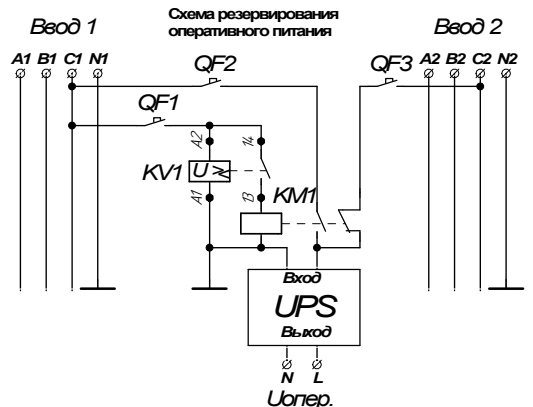 Схема резервирования
оперативного питания
Ввод 1
Ввод 2
A1 B1 C1 N1
A2 B2 C2 N2
QF2
QF3
QF1
A2
14
KV1
U
A1
13
KM1
Вход
UPS
Выход
N L
Uопер.